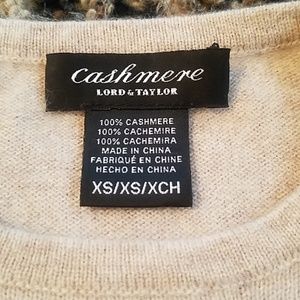 cashmere
LORD & TAYLOR
100% CASHMERE
100% CACHEMIRE
100% CACHEMIRA
MADE IN CHINA
FABRIQUÉ EN CHINE
HECHO EN CHINA
XS/XS/XCH